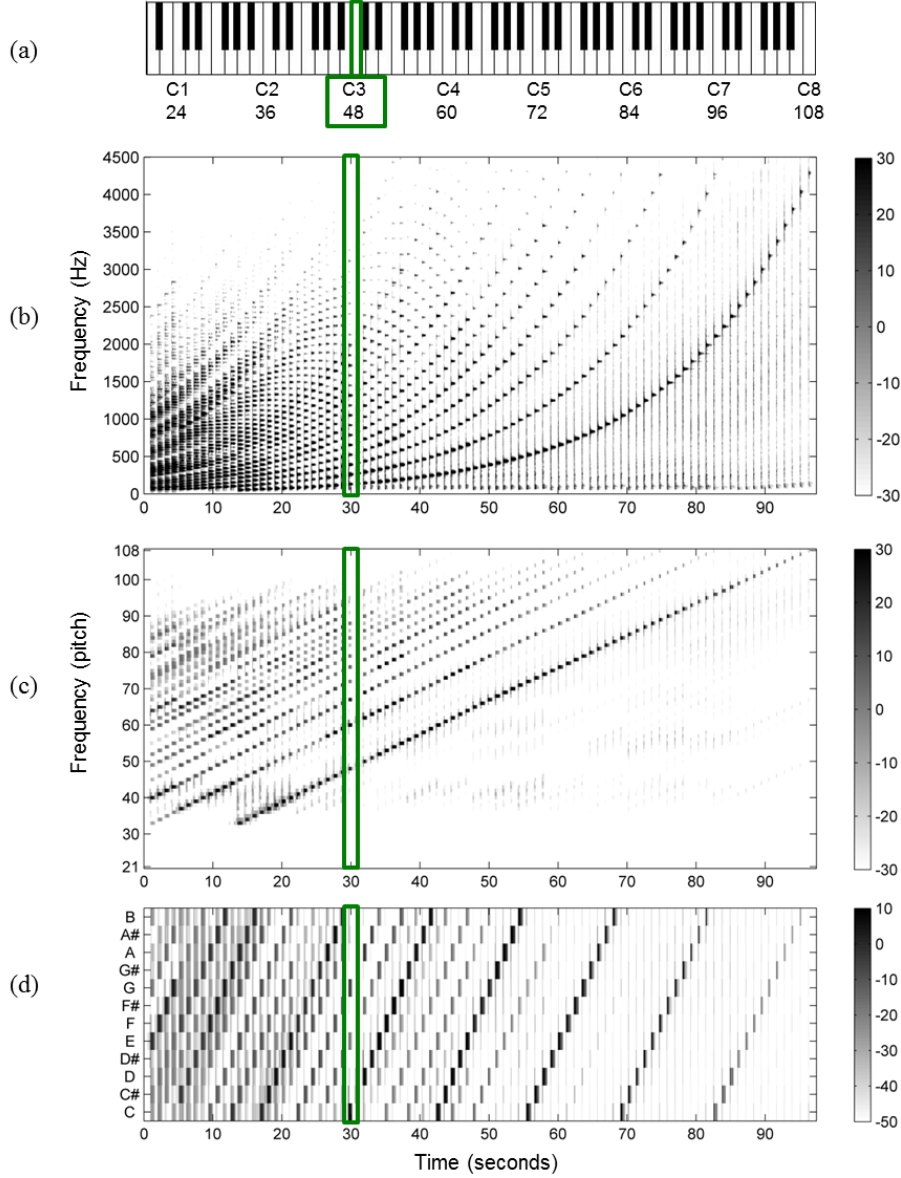 (a)
C1 C2 C3 C4 C5 C6 C7 C8
24 36 48 60 72 84 96 108
(b)
Frequency (Hz)
4500
4000
3500
3000
2500
2000
1500
1000
500
0
0 10 20 30 40 50 60 70 80 90
30
20
10
0
-10
-20
-30
(c)
Frequency (pitch)
108
100
90
80
70
60
50
40
30
21
0 10 20 30 40 50 60 70 80 90
30
20
10
0
-10
-20
-30
(d)
B
A#
A
G#
G
F#
F
E
D#
D
C#
C
0 10 20 30 40 50 60 70 80 90
10
0
-10
-20
-30
-40
-50
Time (seconds)